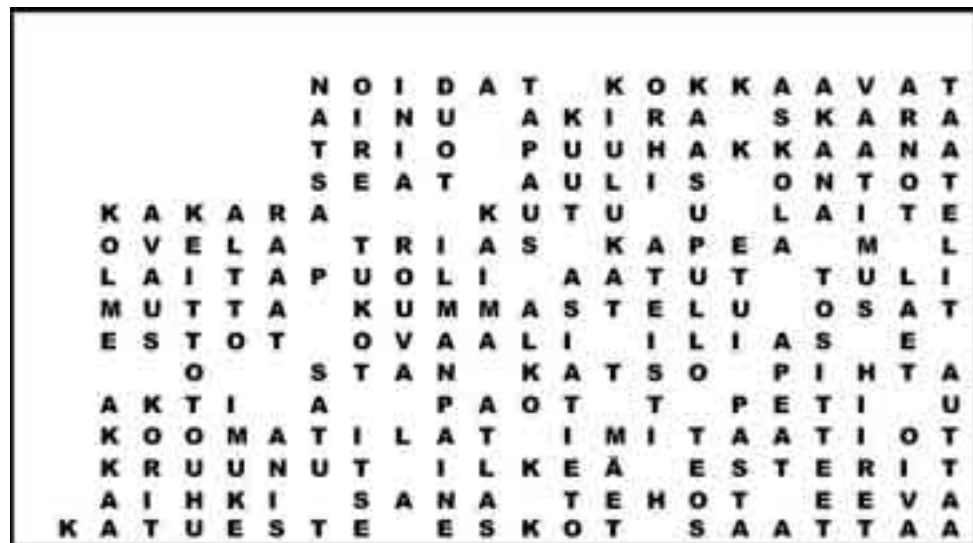 NOIDAT KOKKAAVAT
AINU AKIRA SKARA
TRIO PUUHAKKAANA
SEAT AULIS ONTOT
KAKARA KUTU U LAITE
OVELA TRIAS KAPEA M L
LAITAPUOLI AATUT TULI
MUTTA KUMMASTELU OSAT
ESTOT OVAALI ILIAS E
O STAN KATSO PIHTA
AKTI A PAOT T PETI U
KOOMATILAT IMITAATIOT
KRUUNUT ILKEÄ ESTERIT
AIHKI SANA TEHOT EEVA
KATUESTE ESKOT SAATTAA